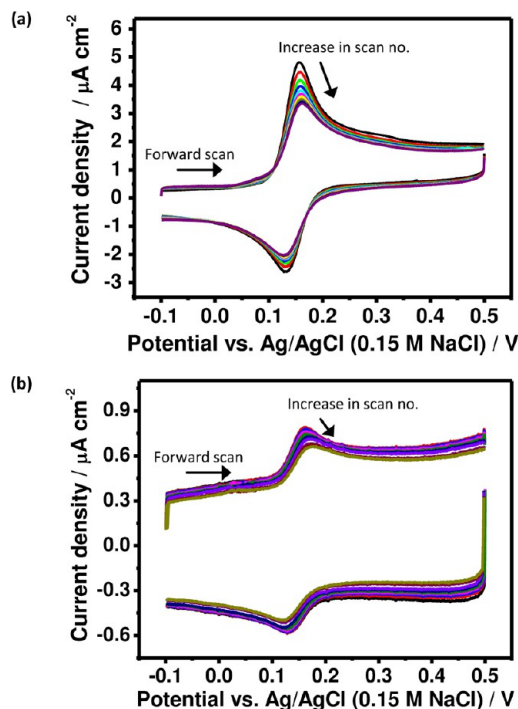 (a)
Current density / µA cm-2
6
5
4
3
2
1
0
-1
-2
-3
Increase in scan no.
Forward scan
-0.1 0.0 0.1 0.2 0.3 0.4 0.5
Potential vs. Ag/AgCl (0.15 M NaCl) / V
(b)
Current density / µA cm-2
0.9
0.6
0.3
0.0
-0.3
-0.6
Increase in scan no.
Forward scan
-0.1 0.0 0.1 0.2 0.3 0.4 0.5
Potential vs. Ag/AgCl (0.15 M NaCl) / V